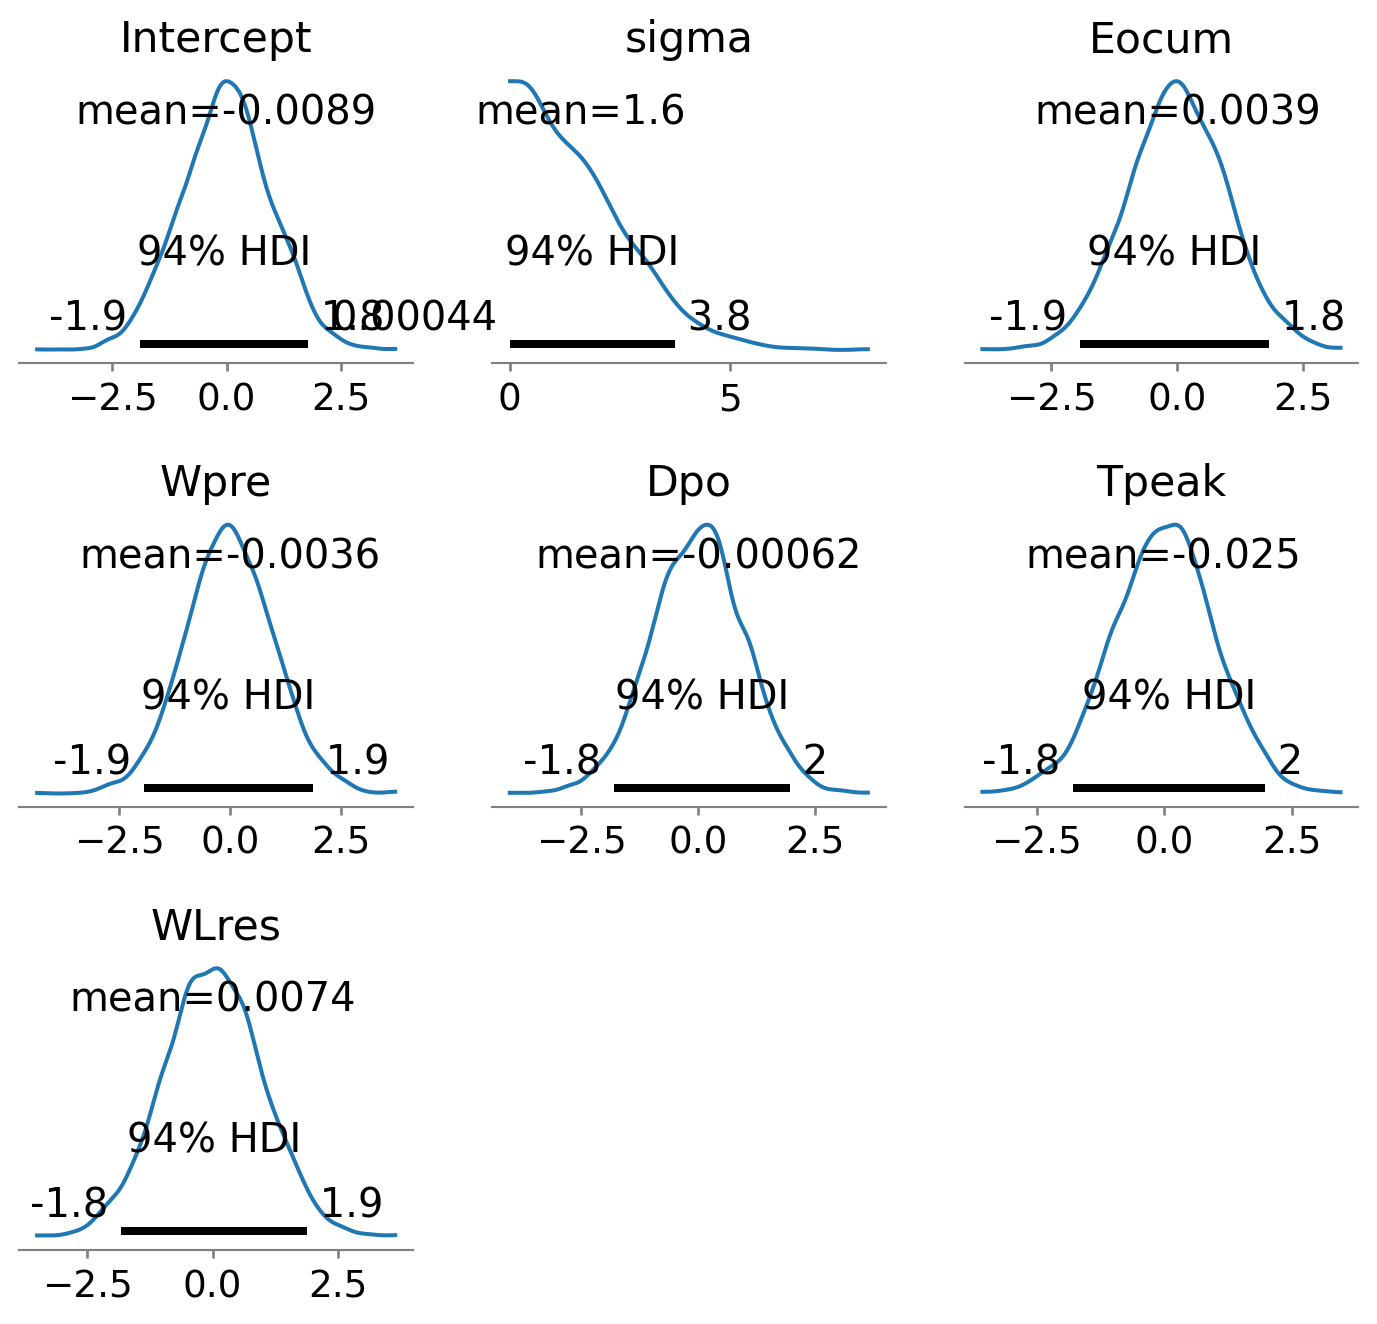 Intercept
mean=-0.0089
94% HDI
-1.9
1.8
−2.5 0.0 2.5
sigma
mean=1.6
94% HDI
0.00044
3.8
0 5
Eocum
mean=0.0039
94% HDI
-1.9
1.8
−2.5 0.0 2.5
Wpre
mean=-0.0036
94% HDI
-1.9
1.9
−2.5 0.0 2.5
Dpo
mean=-0.00062
94% HDI
-1.8
2
−2.5 0.0 2.5
Tpeak
mean=-0.025
94% HDI
-1.8
2
−2.5 0.0 2.5
WLres
mean=0.0074
94% HDI
-1.8
1.9
−2.5 0.0 2.5